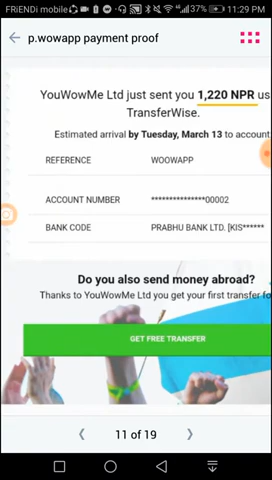 FRiENDi mobile 37% 11:29 PM
p.wowapp payment proof
YouWowMe Ltd just sent you 1,220 NPR us
TransferWise.
Estimated arrival by Tuesday, March 13 to account
REFERENCE WOOWAPP
ACCOUNT NUMBER ***************00002
BANK CODE PRABHU BANK LTD. [KIS******
Do you also send money abroad?
Thanks to YouWowMe Ltd you get your first transfer fo
GET FREE TRANSFER
11 of 19